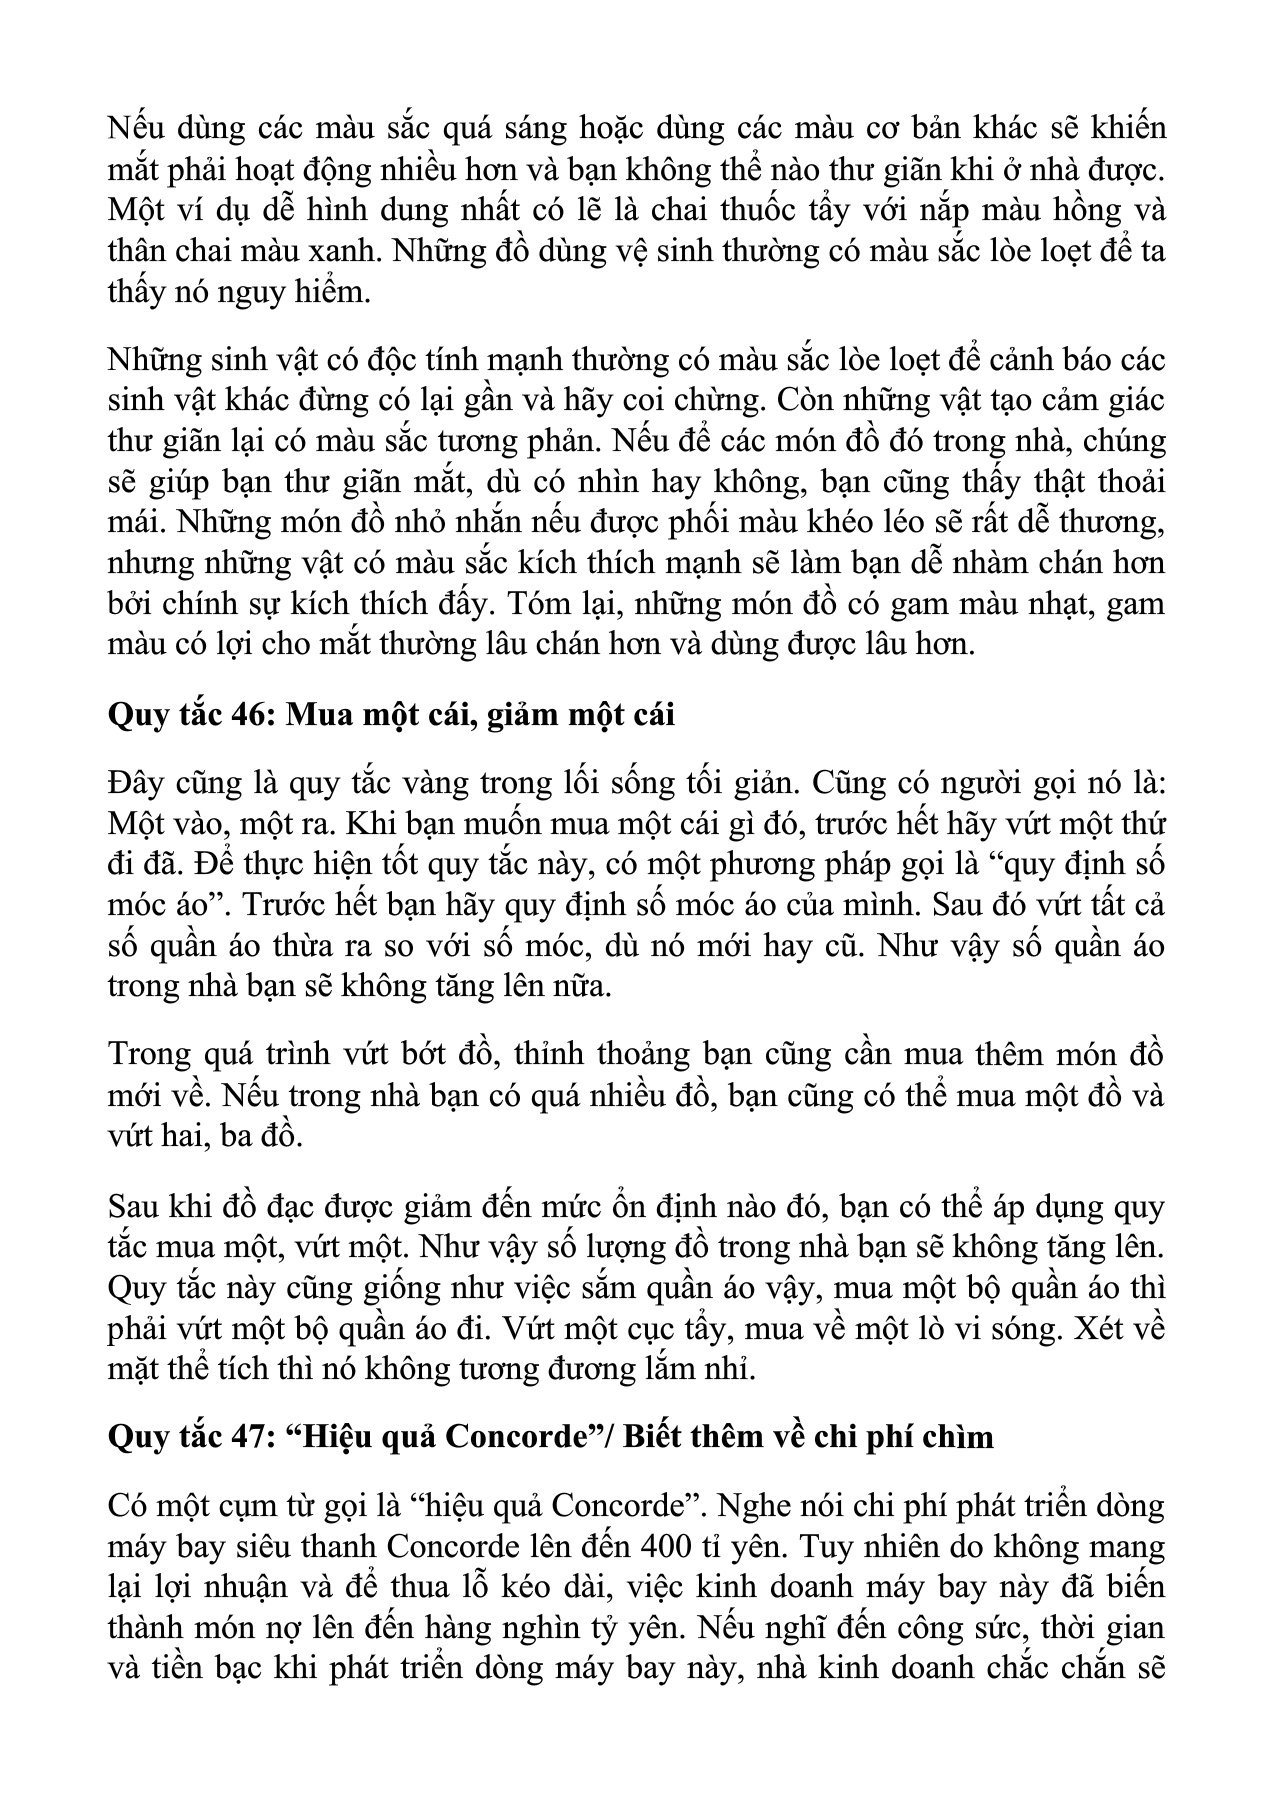 Nếu dùng các màu sắc quá sáng hoặc dùng các màu cơ bản khác sẽ khiến
mắt phải hoạt động nhiều hơn và bạn không thể nào thư giãn khi ở nhà được.
Một ví dụ dễ hình dung nhất có lẽ là chai thuốc tẩy với nắp màu hồng và
thân chai màu xanh. Những đồ dùng vệ sinh thường có màu sắc lòe loẹt để ta
thấy nó nguy hiểm.
Những sinh vật có độc tính mạnh thường có màu sắc lòe loẹt để cảnh báo các
sinh vật khác đừng có lại gần và hãy coi chừng. Còn những vật tạo cảm giác
thư giãn lại có màu sắc tương phản. Nếu để các món đồ đó trong nhà, chúng
sẽ giúp bạn thư giãn mắt, dù có nhìn hay không, bạn cũng thấy thật thoải
mái. Những món đồ nhỏ nhắn nếu được phối màu khéo léo sẽ rất dễ thương,
nhưng những vật có màu sắc kích thích mạnh sẽ làm bạn dễ nhàm chán hơn
bởi chính sự kích thích đấy. Tóm lại, những món đồ có gam màu nhạt, gam
màu có lợi cho mắt thường lâu chán hơn và dùng được lâu hơn.
Quy tắc 46: Mua một cái, giảm một cái
Đây cũng là quy tắc vàng trong lối sống tối giản. Cũng có người gọi nó là:
Một vào, một ra. Khi bạn muốn mua một cái gì đó, trước hết hãy vứt một thứ
đi đã. Để thực hiện tốt quy tắc này, có một phương pháp gọi là “quy định số
móc áo”. Trước hết bạn hãy quy định số móc áo của mình. Sau đó vứt tất cả
số quần áo thừa ra so với số móc, dù nó mới hay cũ. Như vậy số quần áo
trong nhà bạn sẽ không tăng lên nữa.
Trong quá trình vứt bớt đồ, thỉnh thoảng bạn cũng cần mua thêm món đồ
mới về. Nếu trong nhà bạn có quá nhiều đồ, bạn cũng có thể mua một đồ và
vứt hai, ba đồ.
Sau khi đồ đạc được giảm đến mức ổn định nào đó, bạn có thể áp dụng quy
tắc mua một, vứt một. Như vậy số lượng đồ trong nhà bạn sẽ không tăng lên.
Quy tắc này cũng giống như việc sắm quần áo vậy, mua một bộ quần áo thì
phải vứt một bộ quần áo đi. Vứt một cục tẩy, mua về một lò vi sóng. Xét về
mặt thể tích thì nó không tương đương lắm nhỉ.
Quy tắc 47: “Hiệu quả Concorde”/ Biết thêm về chi phí chìm
Có một cụm từ gọi là “hiệu quả Concorde”. Nghe nói chi phí phát triển dòng
máy bay siêu thanh Concorde lên đến 400 tỉ yên. Tuy nhiên do không mang
lại lợi nhuận và để thua lỗ kéo dài, việc kinh doanh máy bay này đã biến
thành món nợ lên đến hàng nghìn tỷ yên. Nếu nghĩ đến công sức, thời gian
và tiền bạc khi phát triển dòng máy bay này, nhà kinh doanh chắc chắn sẽ